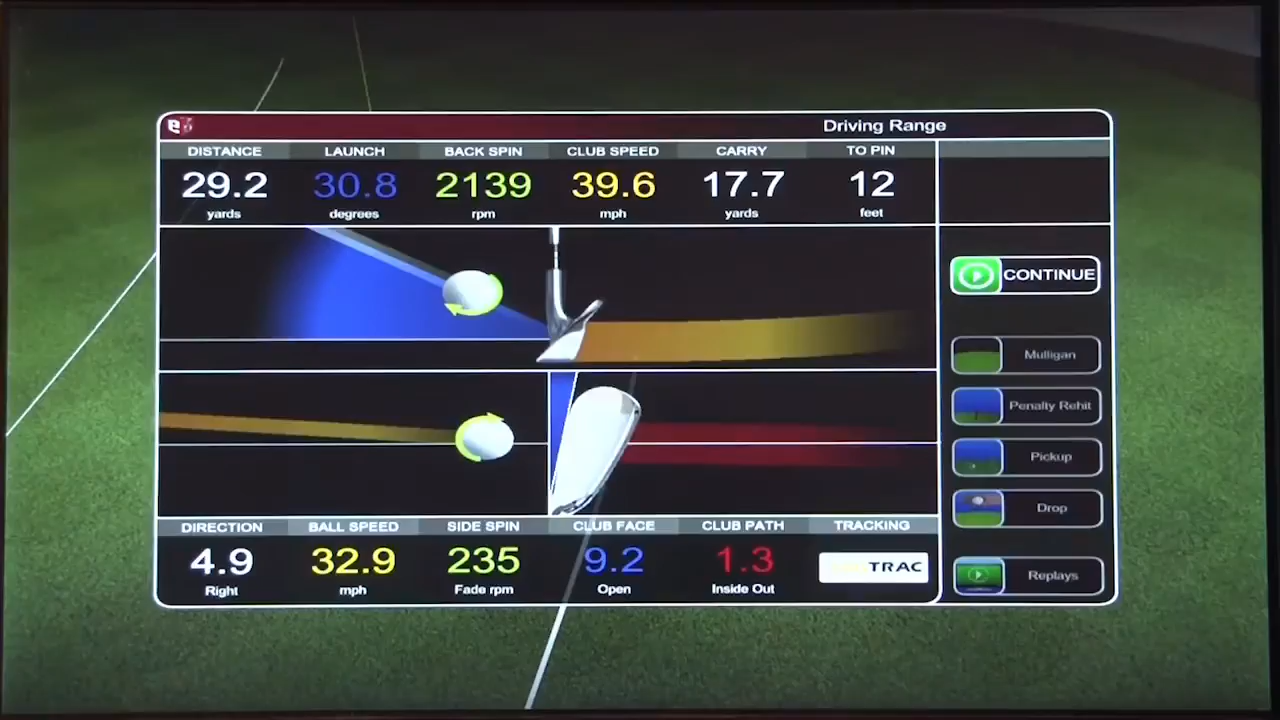 Driving Range
DISTANCE LAUNCH BACK SPIN CLUB SPEED CARRY TO PIN
29.2 30.8 2139 39.6 17.7 12
yards degrees rpm mph yards feet
CONTINUE
Mulligan
Penalty Rehit
Pickup
Drop
Replays
DIRECTION BALL SPEED SIDE SPIN CLUB FACE CLUB PATH TRACKING
4.9 32.9 235 9.2 1.3 TRAC
Right mph Fade rpm Open Inside Out